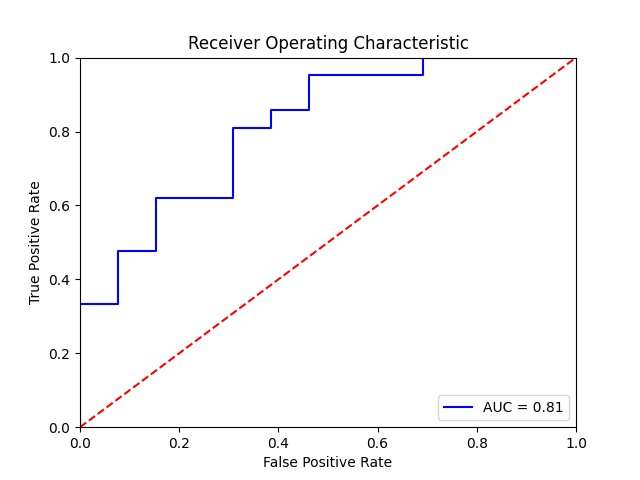 Receiver Operating Characteristic
1.0
0.8
0.6
0.4
0.2
0.0
True Positive Rate
AUC = 0.81
0.0 0.2 0.4 0.6 0.8 1.0
False Positive Rate